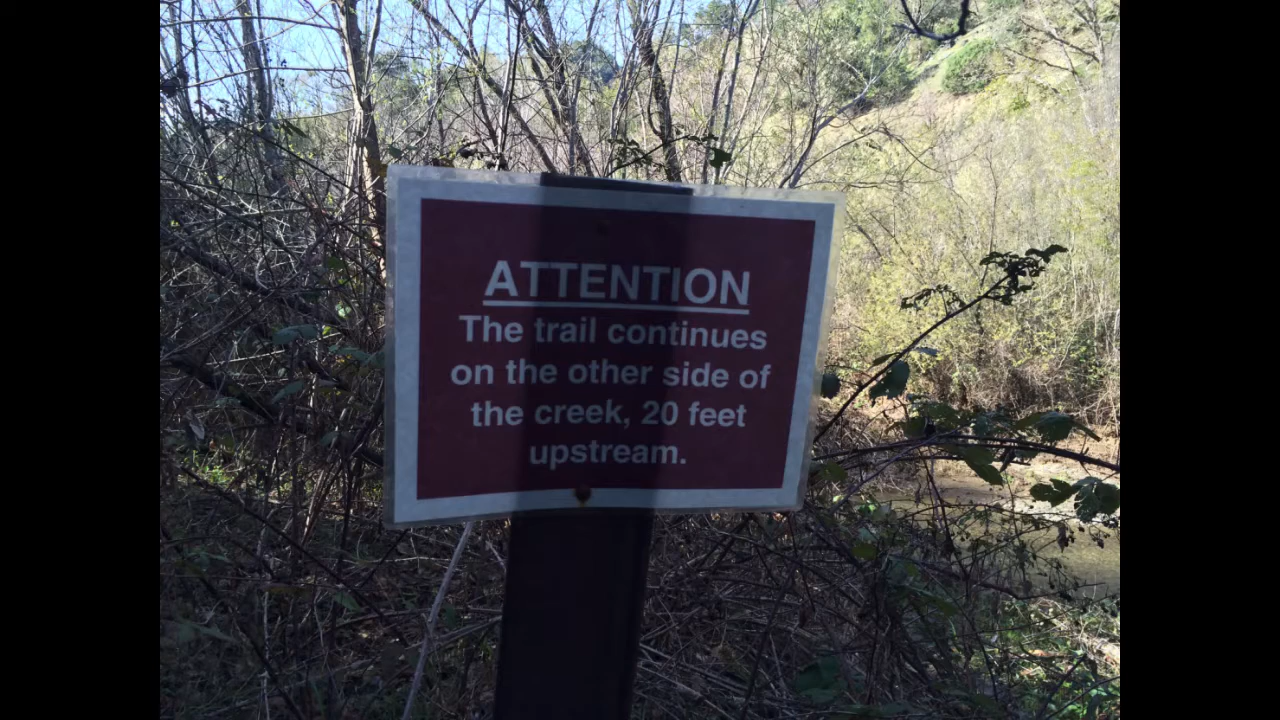 ATTENTION
The trail continues
on the other side of
the creek, 20 feet
upstream.